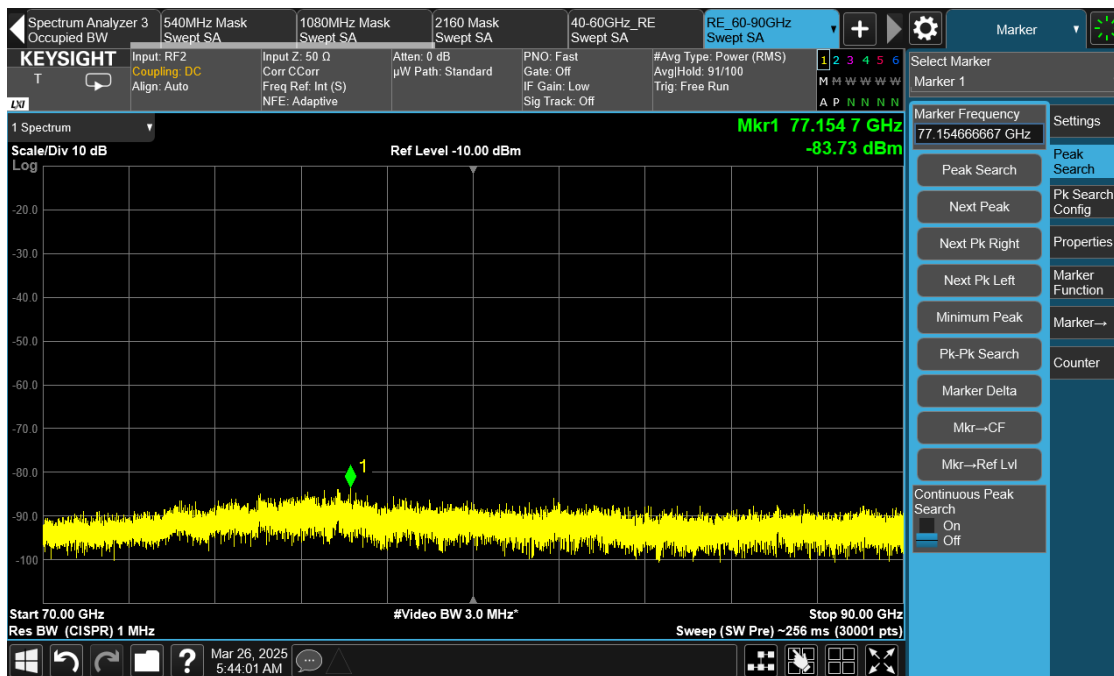 Spectrum Analyzer 3
Occupied BW
540MHz Mask
Swept SA
1080MHz Mask
Swept SA
2160 Mask
Swept SA
40-60GHz_RE
Swept SA
RE_60-90GHz
Swept SA
Marker
KEYSIGHT
T
LXI
Input: RF2
Coupling: DC
Align: Auto
Input Z: 50 Ω
Corr CCorr
Freq Ref: Int (S)
NFE: Adaptive
Atten: 0 dB
µW Path: Standard
PNO: Fast
Gate: Off
IF Gain: Low
Sig Track: Off
#Avg Type: Power (RMS)
Avg|Hold: 91/100
Trig: Free Run
1 2 3 4 5 6
M M W W W W
A P N N N N
Select Marker
Marker 1
1 Spectrum
Mkr1 77.154 7 GHz
-83.73 dBm
Scale/Div 10 dB
Ref Level -10.00 dBm
Log
-20.0
-30.0
-40.0
-50.0
-60.0
-70.0
-80.0
-90.0
-100
1
Start 70.00 GHz
#Video BW 3.0 MHz*
Stop 90.00 GHz
Res BW (CISPR) 1 MHz
Sweep (SW Pre) ~256 ms (30001 pts)
Marker Frequency
77.154666667 GHz
Peak Search
Next Peak
Next Pk Right
Next Pk Left
Minimum Peak
Pk-Pk Search
Marker Delta
Mkr→CF
Mkr→Ref Lvl
Continuous Peak
Search
On
Off
Settings
Peak
Search
Pk Search
Config
Properties
Marker
Function
Marker→
Counter
?
Mar 26, 2025
5:44:01 AM